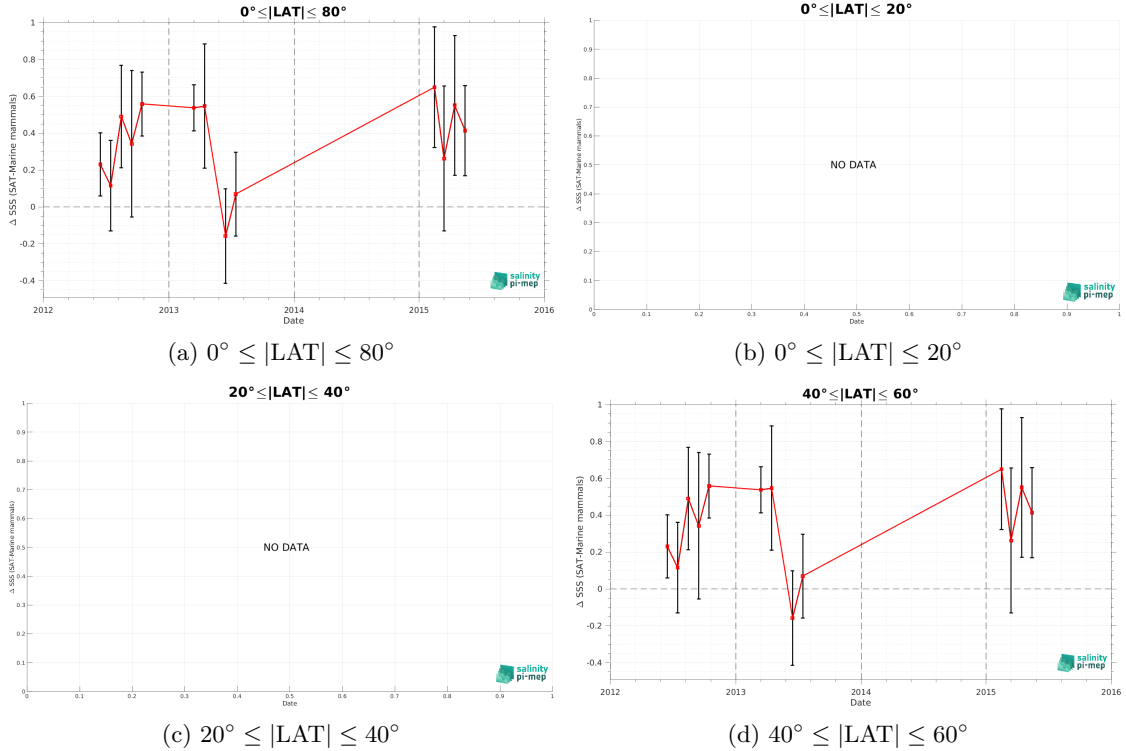 0°≤|LAT|≤ 80°
1
0.8
0.6
0.4
0.2
0
-0.2
-0.4
Δ SSS (SAT-Marine mammals)
2012
2013
2014
2015
2016
Date
salinity
pi-mep
(a) 0° ≤ |LAT| ≤ 80°
0°≤|LAT|≤ 20°
1
0.9
0.8
0.7
0.6
0.5
0.4
0.3
0.2
0.1
0
Δ SSS (SAT-Marine mammals)
NO DATA
0
0.1
0.2
0.3
0.4
0.5
0.6
0.7
0.8
0.9
1
Date
salinity
pi-mep
(b) 0° ≤ |LAT| ≤ 20°
20°≤|LAT|≤ 40°
1
0.9
0.8
0.7
0.6
0.5
0.4
0.3
0.2
0.1
0
Δ SSS (SAT-Marine mammals)
NO DATA
0
0.1
0.2
0.3
0.4
0.5
0.6
0.7
0.8
0.9
1
Date
salinity
pi-mep
(c) 20° ≤ |LAT| ≤ 40°
40°≤|LAT|≤ 60°
1
0.8
0.6
0.4
0.2
0
-0.2
-0.4
Δ SSS (SAT-Marine mammals)
2012
2013
2014
2015
2016
Date
salinity
pi-mep
(d) 40° ≤ |LAT| ≤ 60°